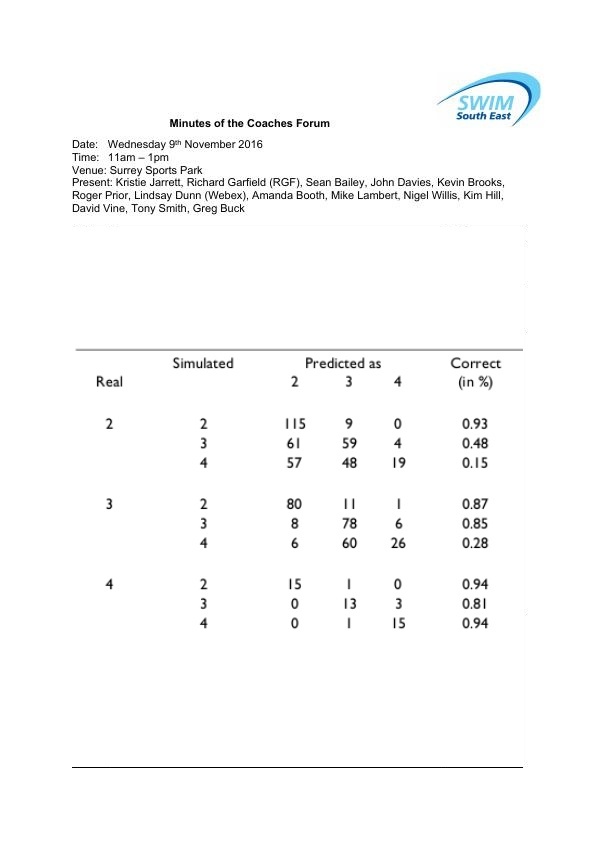 SWIM
South East
Minutes of the Coaches Forum
Date: Wednesday 9th November 2016
Time: 11am – 1pm
Venue: Surrey Sports Park
Present: Kristie Jarrett, Richard Garfield (RGF), Sean Bailey, John Davies, Kevin Brooks,
Roger Prior, Lindsay Dunn (Webex), Amanda Booth, Mike Lambert, Nigel Willis, Kim Hill,
David Vine, Tony Smith, Greg Buck
Simulated Predicted as Correct
Real 2 3 4 (in %)
2 2 115 9 0 0.93
3 61 59 4 0.48
4 57 48 19 0.15
3 2 80 11 1 0.87
3 8 78 6 0.85
4 6 60 26 0.28
4 2 15 1 0 0.94
3 0 13 3 0.81
4 0 1 15 0.94